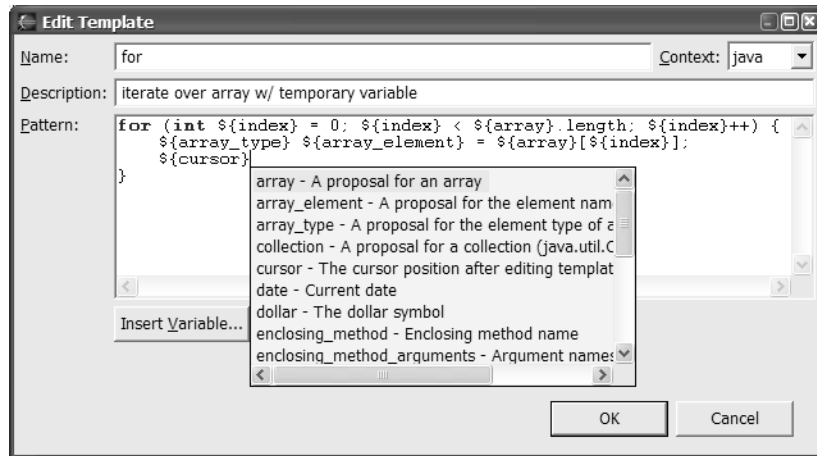 Edit Template
Name: for Context: java
Description: iterate over array w/ temporary variable
Pattern: for (int ${index} = 0; ${index} < ${array}.length; ${index}++) {
${array_type} ${array_element} = ${array}[${index}];
${cursor}
}
array - A proposal for an array
array_element - A proposal for the element nam
array_type - A proposal for the element type of a
collection - A proposal for a collection (java.util.C
cursor - The cursor position after editing templat
date - Current date
dollar - The dollar symbol
enclosing_method - Enclosing method name
enclosing_method_arguments - Argument names
Insert Variable...
OK Cancel